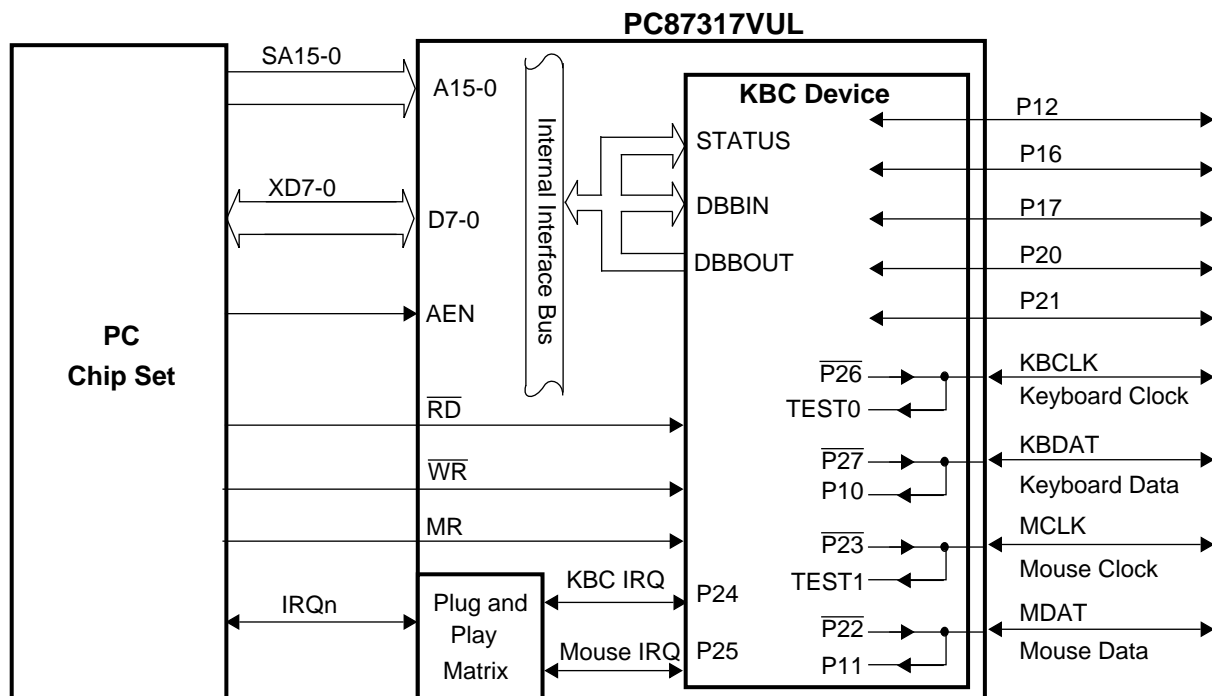 PC87317VUL
PC
Chip Set
SA15-0
XD7-0
IRQn
A15-0
D7-0
AEN
RD
WR
MR
Internal Interface Bus
Plug and
Play
Matrix
KBC IRQ
Mouse IRQ
KBC Device
STATUS
DBBIN
DBBOUT
P24
P25
P26
TEST0
P27
P10
P23
TEST1
P22
P11
P12
P16
P17
P20
P21
KBCLK
Keyboard Clock
KBDAT
Keyboard Data
MCLK
Mouse Clock
MDAT
Mouse Data